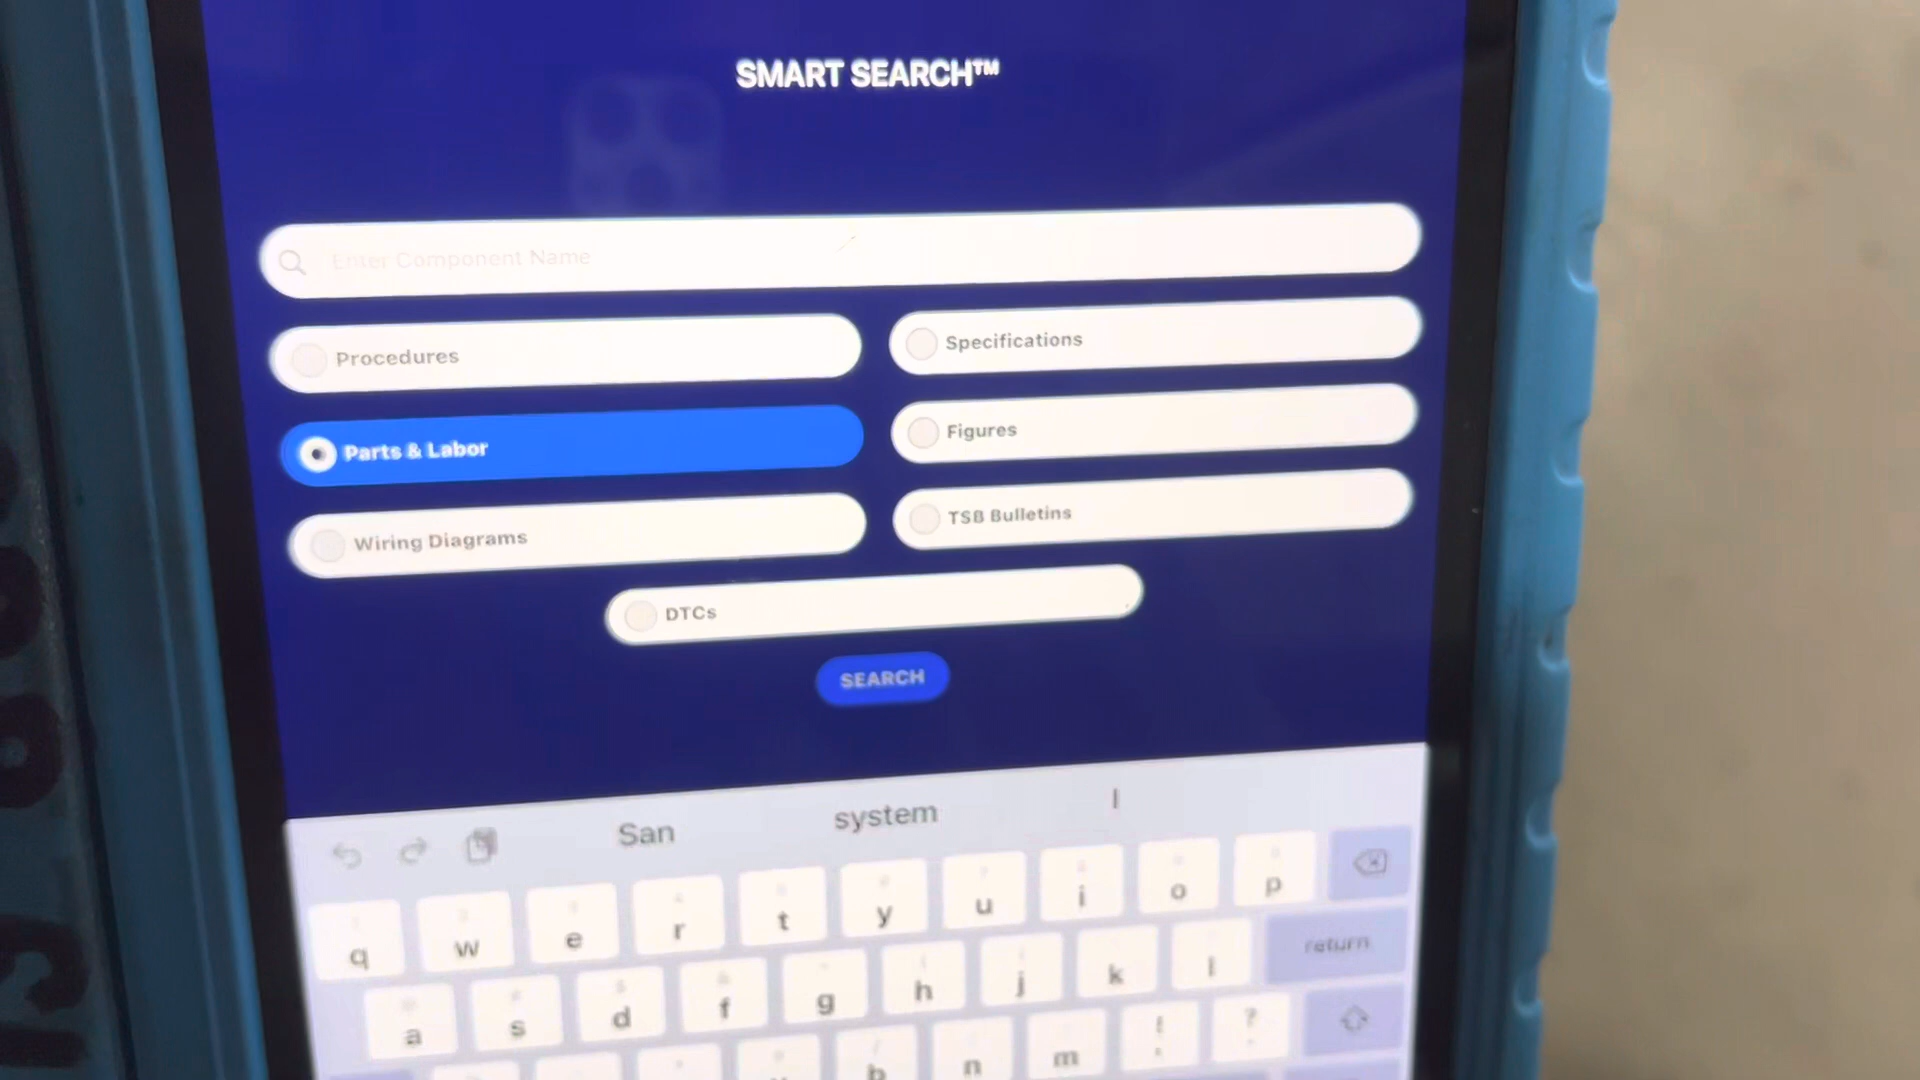 SMART SEARCH™
Enter Component Name
Procedures
Specifications
Parts & Labor
Figures
Wiring Diagrams
TSB Bulletins
DTCs
SEARCH
San system I
q w e r t y u i o p
a s d f g h j k l return
b n m ! , ? .